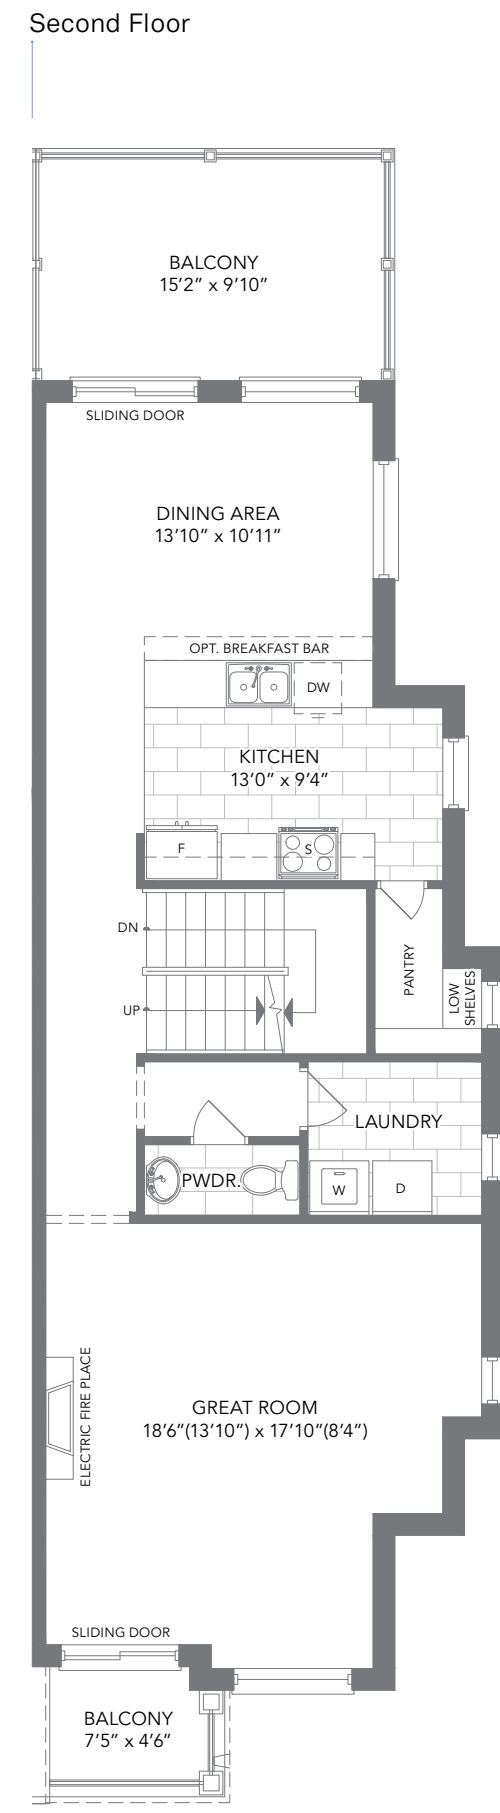 Second Floor
BALCONY
15’2” x 9’10”
SLIDING DOOR
DINING AREA
13’10” x 10’11”
OPT. BREAKFAST BAR
DW
KITCHEN
13’0” x 9’4”
F
S
DN
UP
PANTRY
LOW
SHELVES
LAUNDRY
PWDR.
W
D
ELECTRIC FIRE PLACE
GREAT ROOM
18’6”(13’10”) x 17’10”(8’4”)
SLIDING DOOR
BALCONY
7’5” x 4’6”